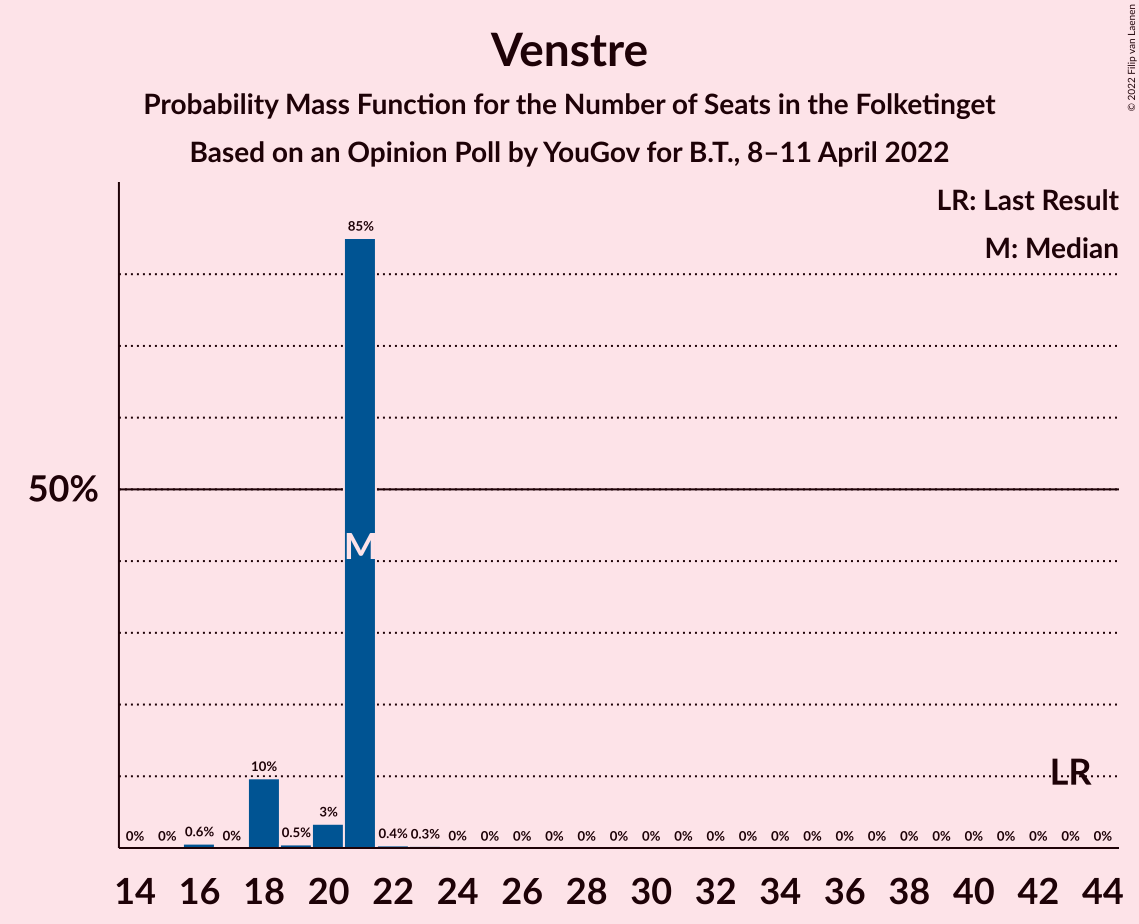 Venstre
Probability Mass Function for the Number of Seats in the Folketinget
Based on an Opinion Poll by YouGov for B.T., 8–11 April 2022
© 2022 Filip van Laenen
LR: Last Result
M: Median
85%
50%
M
LR
10%
3%
0% 0% 0.6% 0% 0.5% 0.4% 0.3% 0% 0% 0% 0% 0% 0% 0% 0% 0% 0% 0% 0% 0% 0% 0% 0% 0% 0% 0% 0% 0%
14 16 18 20 22 24 26 28 30 32 34 36 38 40 42 44